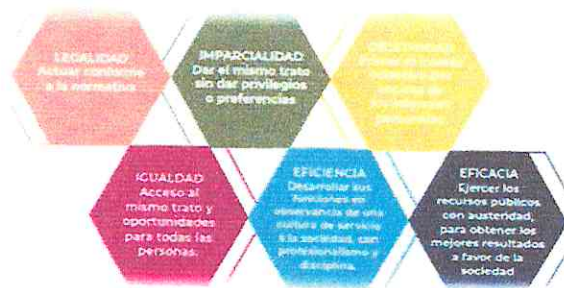 LEGALIDAD
Actuar conforme
a la normativa
IMPARCIALIDAD
Dar el mismo trato
sin dar privilegios
o preferencias
IGUALDAD
Acceso al
mismo trato y
oportunidades
para todas las
personas.
EFICIENCIA
Desarrollar sus
funciones en
observancia de una
cultura de servicio
a la sociedad, con
profesionalismo y
disciplina.
EFICACIA
Ejercer los
recursos públicos
con austeridad,
para obtener los
mejores resultados
a favor de la
sociedad